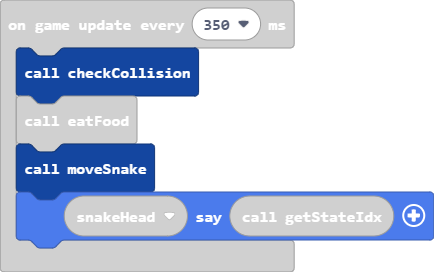 on game update every 350 ms
call checkCollision
call eatFood
call moveSnake
snakeHead say call getStateIdx